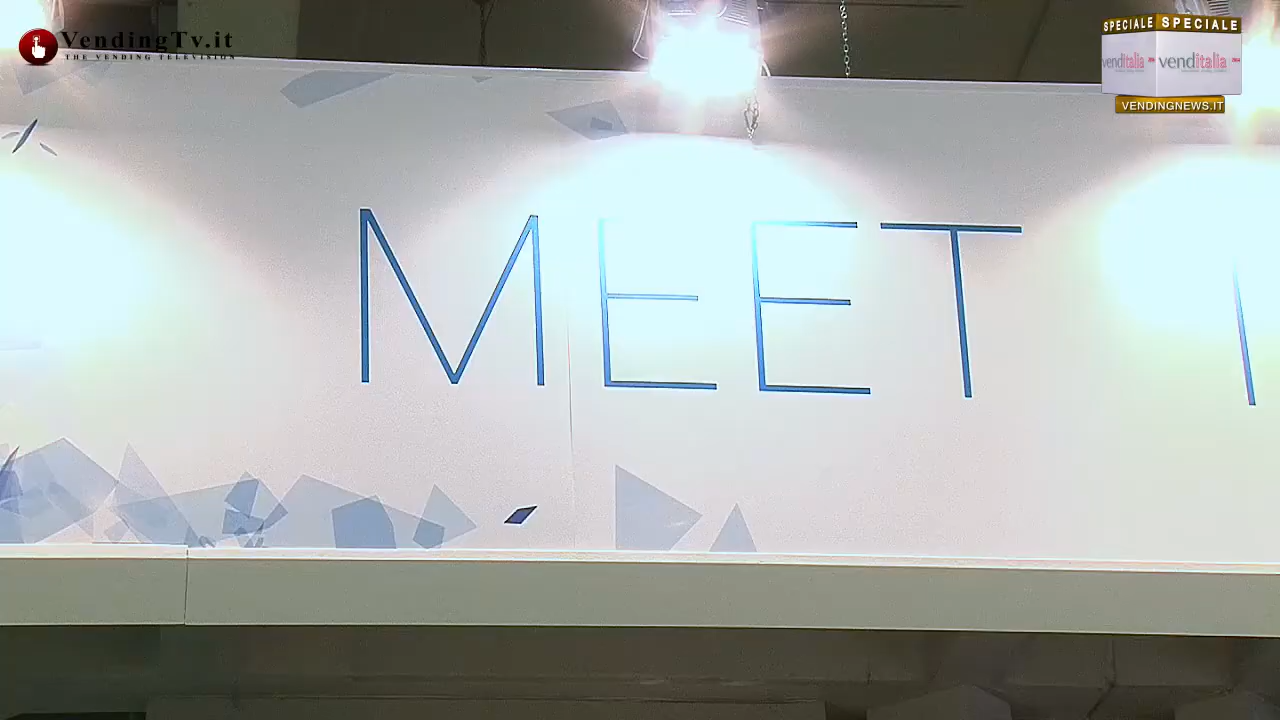 VendingTv.it
THE VENDING TELEVISION
SPECIALE SPECIALE
venditalia venditalia
VENDINGNEWS.IT
MEET